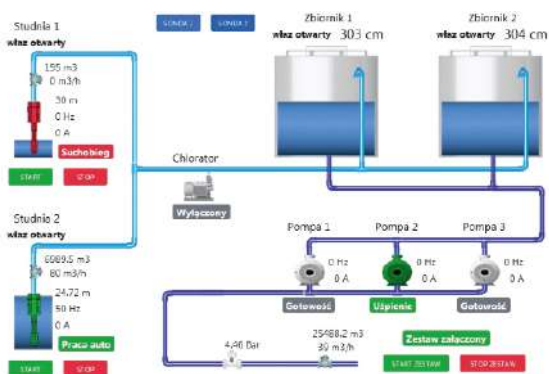 Studnia 1
właz otwarty
155 m3
0 m3/h
30 m
0 Hz
0 A
Suchobieg
START
STOP
Studnia 2
właz otwarty
6989.5 m3
80 m3/h
24.72 m
50 Hz
0 A
Praca auto
START
STOP
Chlorator
Wyłączony
Zbiornik 1
właz otwarty 303 cm
Zbiornik 2
właz otwarty 304 cm
Pompa 1
0 Hz
0 A
Gotowość
Pompa 2
0 Hz
0 A
Uśpienie
Pompa 3
0 Hz
0 A
Gotowość
4,46 Bar
25488.2 m3
39 m3/h
Zestaw załączony
START ZESTAW
STOP ZESTAW